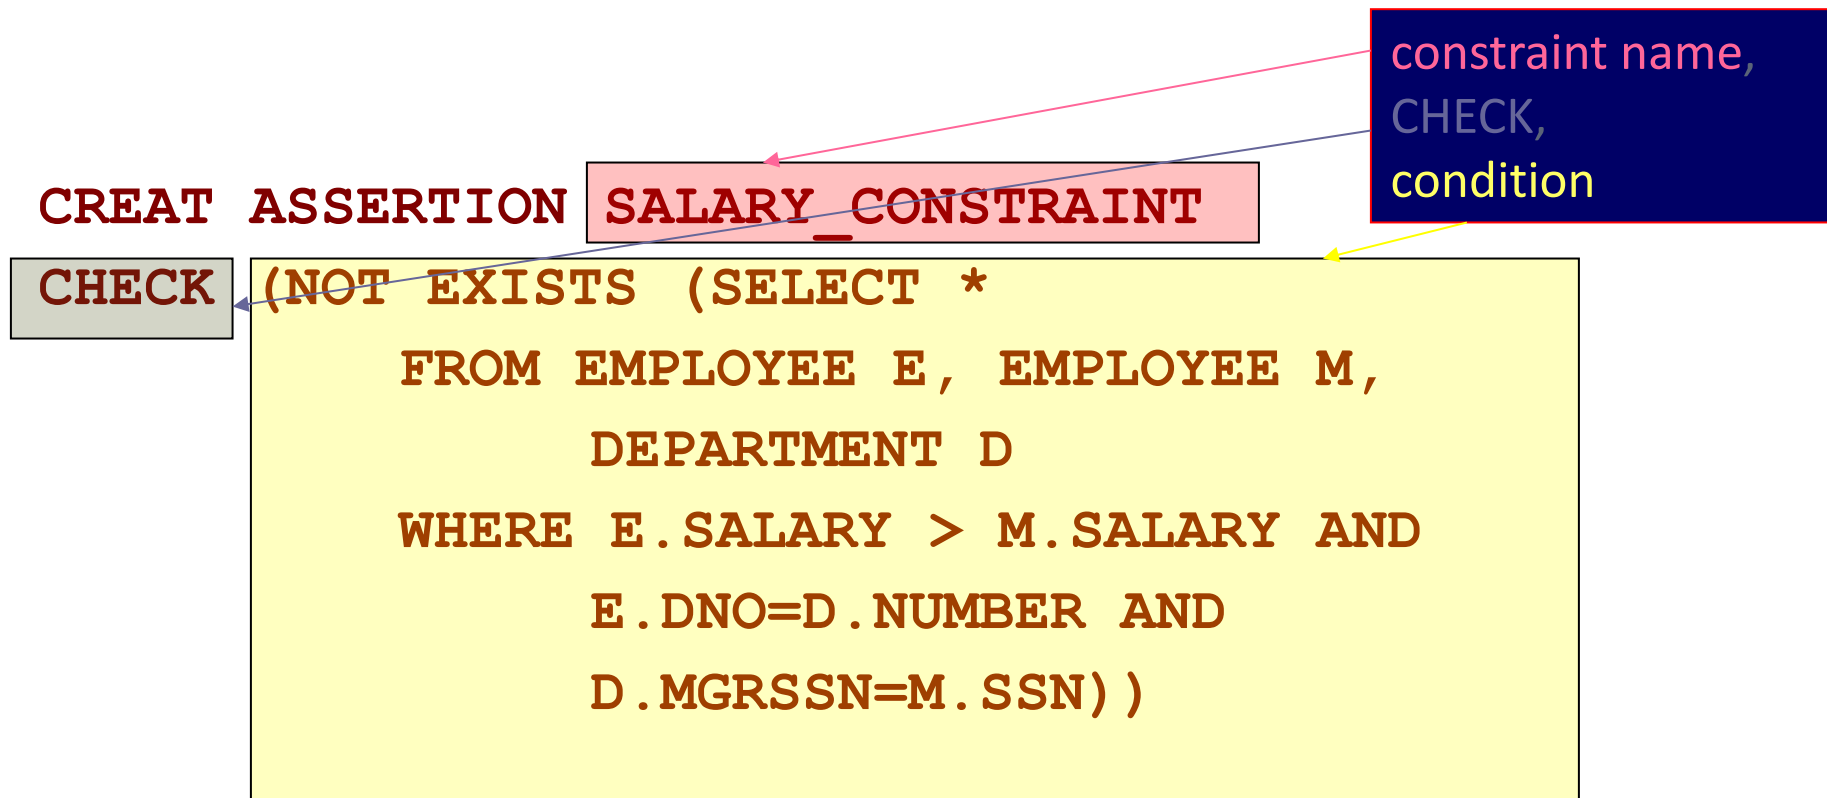 constraint name,
CHECK,
condition
CREAT ASSERTION SALARY_CONSTRAINT
CHECK (NOT EXISTS (SELECT *
FROM EMPLOYEE E, EMPLOYEE M,
DEPARTMENT D
WHERE E.SALARY > M.SALARY AND
E.DNO=D.NUMBER AND
D.MGRSSN=M.SSN))